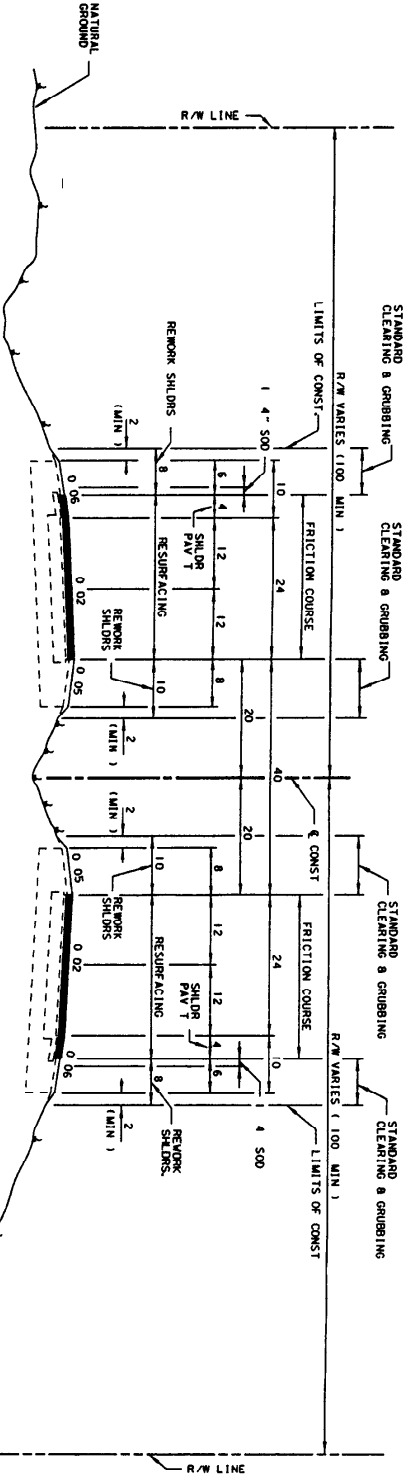 STANDARD
CLEARING & GRUBBING
STANDARD
CLEARING & GRUBBING
STANDARD
CLEARING & GRUBBING
STANDARD
CLEARING & GRUBBING
R/W VARIES (100 MIN )
R/W VARIES ( 100 MIN )
R/W LINE
LIMITS OF CONST.
FRICTION COURSE
℄ CONST
FRICTION COURSE
LIMITS OF CONST
R/W LINE
10
24
40
24
10
1 4" SOD
20
20
4 SOD
6
4
12
12
8
8
12
12
4
6
SHLDR
PAV T
SHLDR
PAV T
REWORK SHLDRS
8
RESURFACING
10
10
RESURFACING
8
REWORK
SHLDRS
REWORK
SHLDRS
REWORK
SHLDRS.
2
(MIN )
2
(MIN )
2
(MIN )
2
(MIN )
0 06
0 02
0 05
0 05
0 02
0 06
NATURAL
GROUND